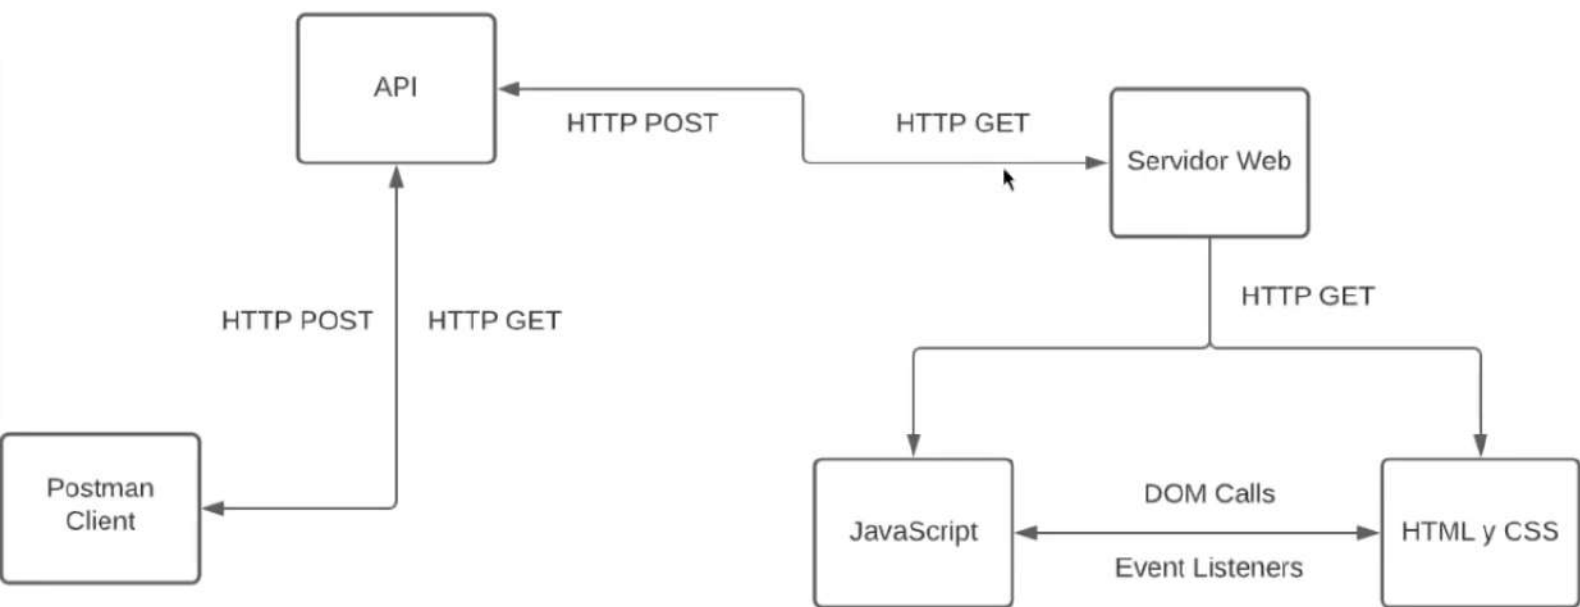 API
HTTP POST
HTTP GET
Servidor Web
HTTP GET
HTTP POST
HTTP GET
Postman
Client
DOM Calls
JavaScript
HTML y CSS
Event Listeners